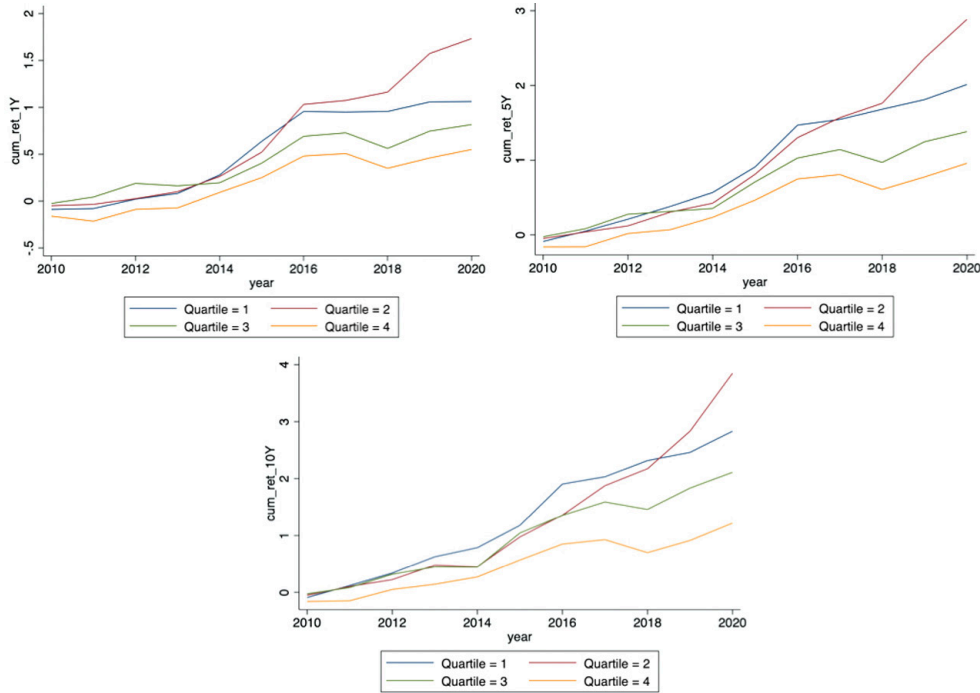 cum_ret_1Y
2
1.5
1
.5
0
-.5
2010 2012 2014 2016 2018 2020
year
Quartile = 1 Quartile = 2
Quartile = 3 Quartile = 4
cum_ret_5Y
3
2
1
0
2010 2012 2014 2016 2018 2020
year
Quartile = 1 Quartile = 2
Quartile = 3 Quartile = 4
cum_ret_10Y
4
3
2
1
0
2010 2012 2014 2016 2018 2020
year
Quartile = 1 Quartile = 2
Quartile = 3 Quartile = 4